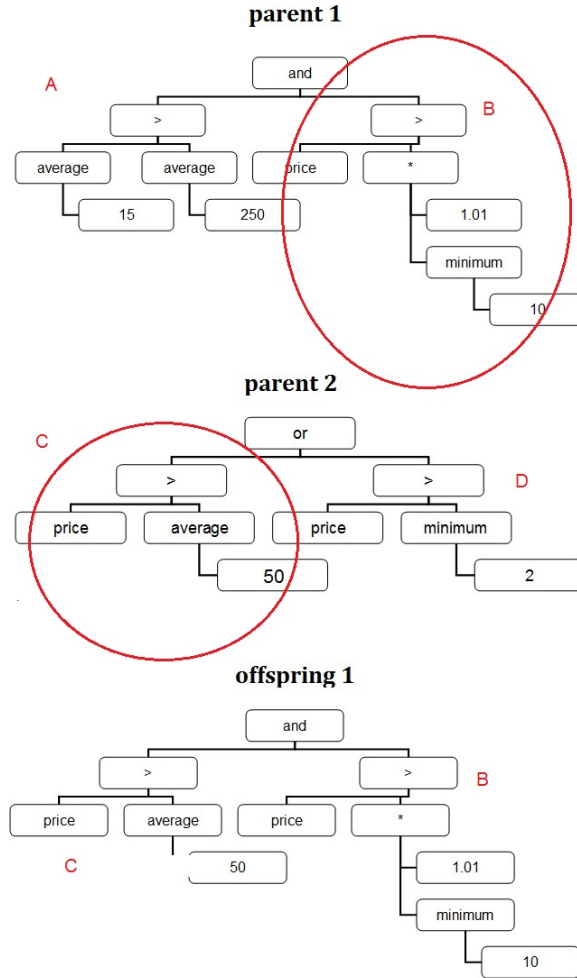 parent 1
and
A
> > B
average average price *
15 250 1.01
minimum
10
parent 2
or
C
> > D
price average price minimum
50 2
offspring 1
and
> > B
price average price *
C 50 1.01
minimum
10